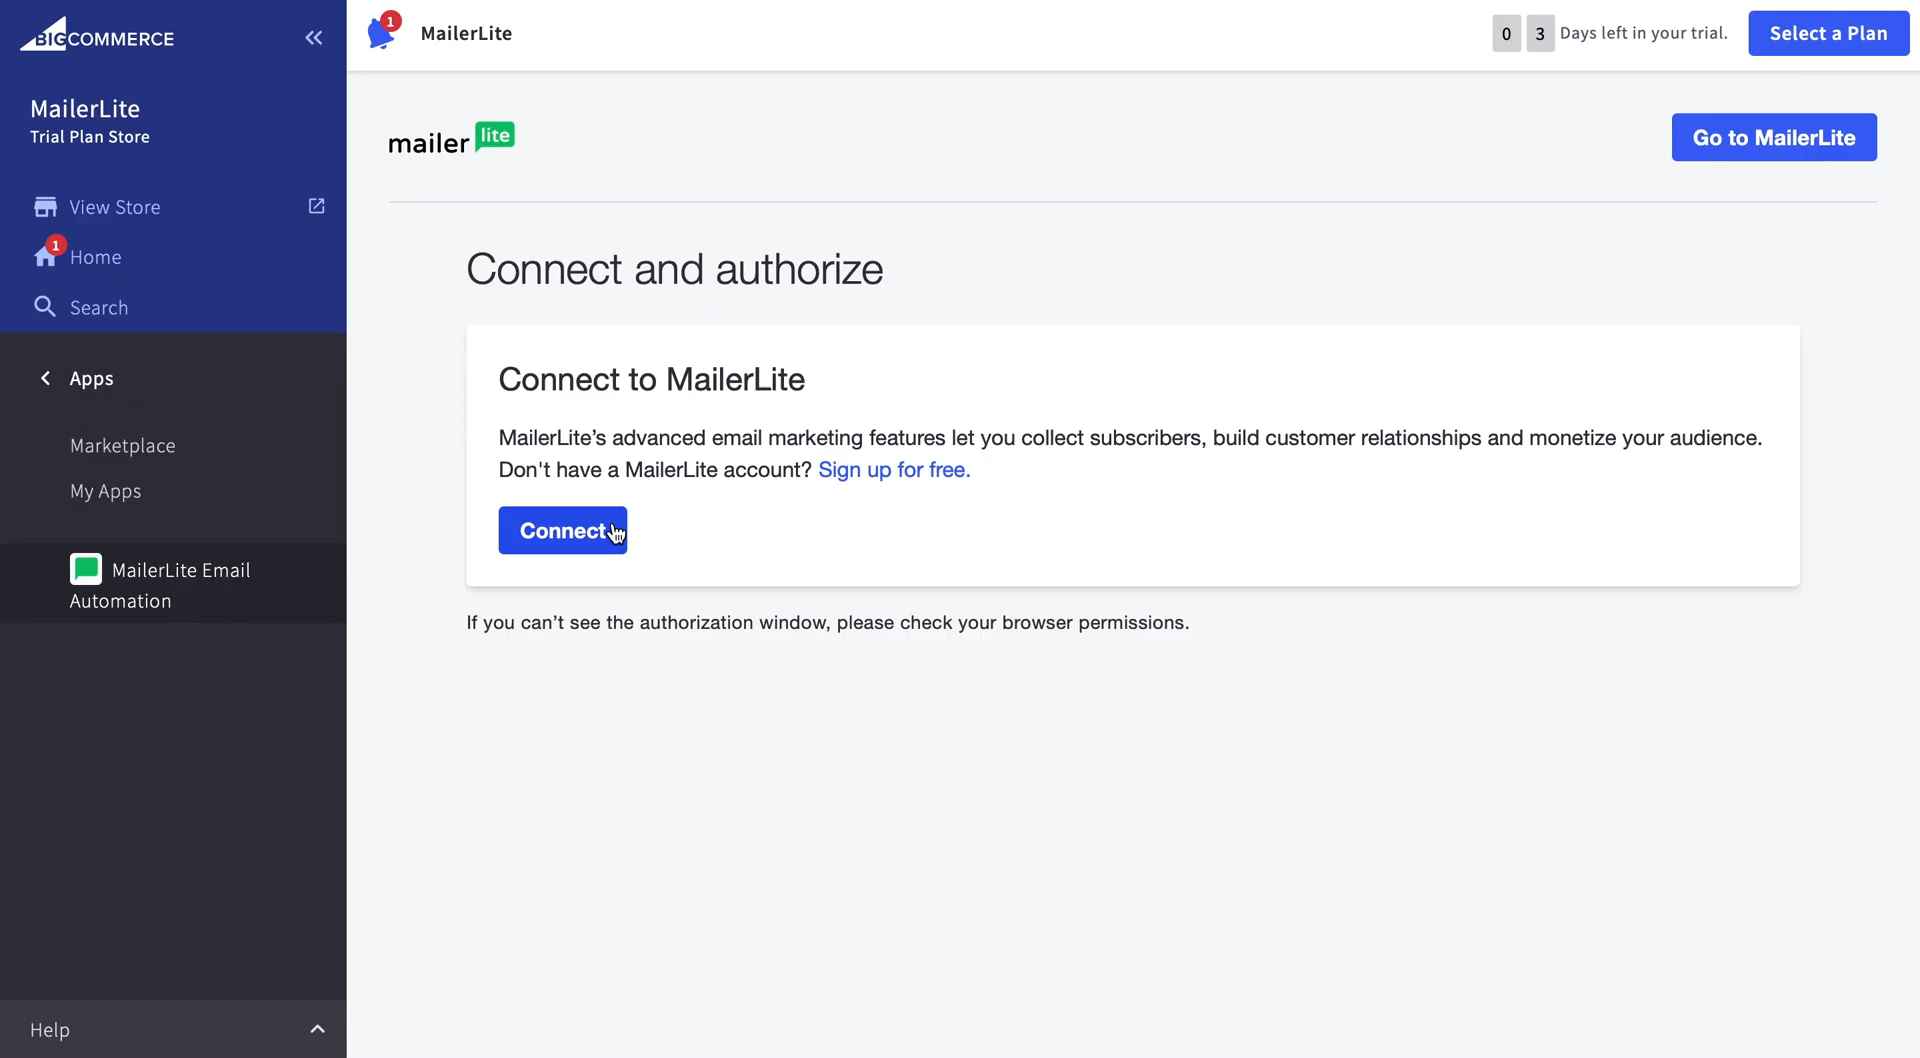 BIGCOMMERCE
MailerLite
Trial Plan Store
View Store
1
Home
Search
Apps
Marketplace
My Apps
MailerLite Email
Automation
Help
1
MailerLite
0 3 Days left in your trial.
Select a Plan
mailer lite
Go to MailerLite
Connect and authorize
Connect to MailerLite
MailerLite’s advanced email marketing features let you collect subscribers, build customer relationships and monetize your audience.
Don't have a MailerLite account? Sign up for free.
Connect
If you can’t see the authorization window, please check your browser permissions.